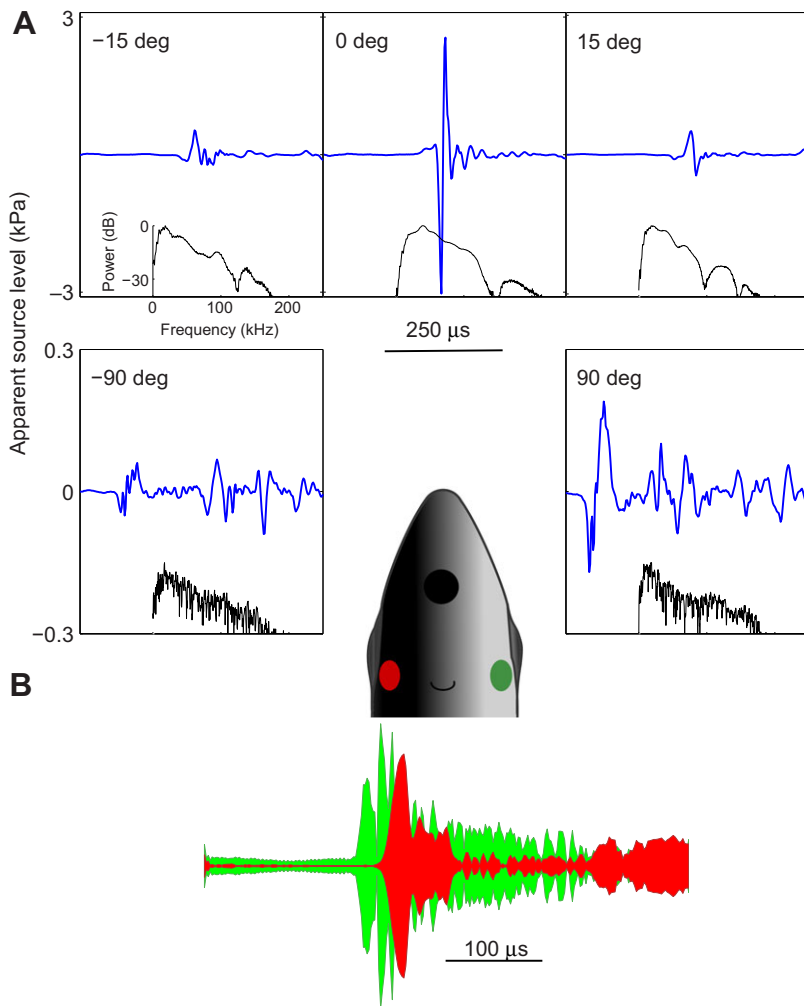 A
3
−15 deg
0 deg
15 deg
Apparent source level (kPa)
Power (dB)
0
−30
0
100
200
Frequency (kHz)
−3
250 μs
0.3
−90 deg
90 deg
0
−0.3
B
100 μs